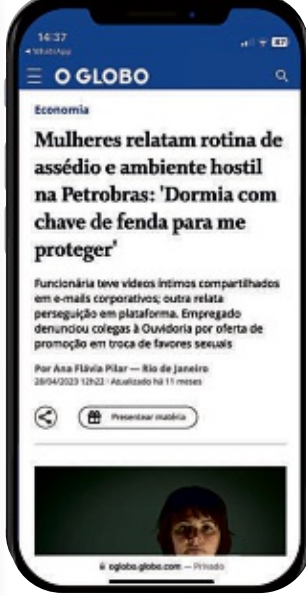 14:37
87
WhatsApp
O GLOBO
Economia
Mulheres relatam rotina de
assédio e ambiente hostil
na Petrobras: 'Dormia com
chave de fenda para me
proteger'
Funcionária teve vídeos íntimos compartilhados
em e-mails corporativos; outra relata
perseguição em plataforma. Empregado
denunciou colegas à Ouvidoria por oferta de
promoção em troca de favores sexuais
Por Ana Flávia Pilar — Rio de Janeiro
28/04/2023 12h22 · Atualizado há 11 meses
Presentear matéria
oglobo.globo.com — Privado